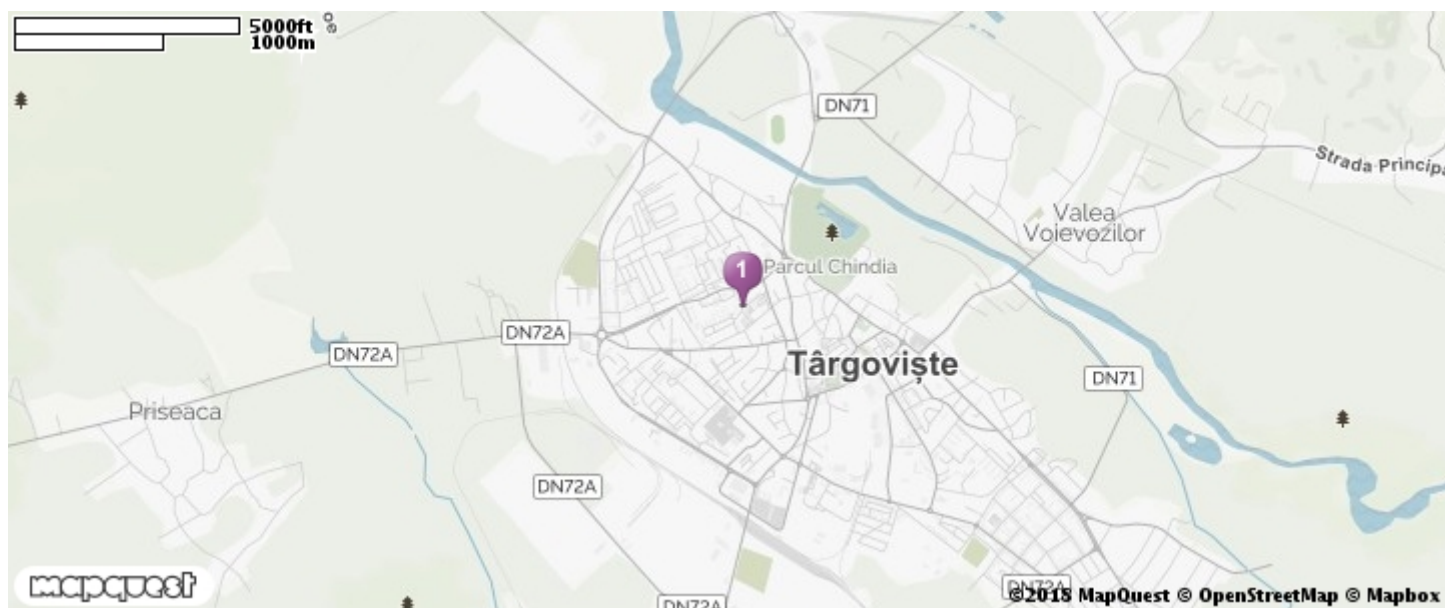 5000ft
1000m
DN71
Strada Principa
Valea
Voievozilor
1
Parcul Chindia
DN72A
DN72A
Târgoviște
DN71
Priseaca
DN72A
mapquest
DN72A
DN72A
©2018 MapQuest © OpenStreetMap © Mapbox